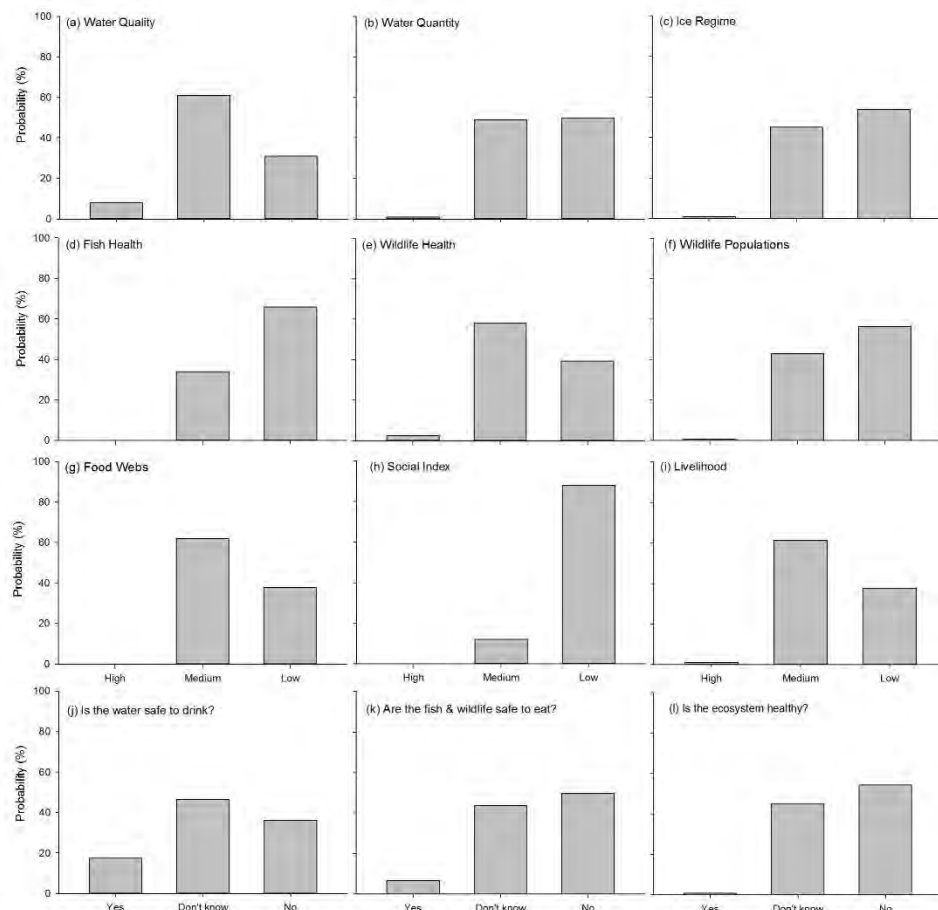 (a) Water Quality
(b) Water Quantity
(c) Ice Regime
Probability (%)
100
80
60
40
20
0
(d) Fish Health
(e) Wildlife Health
(f) Wildlife Populations
Probability (%)
100
80
60
40
20
0
(g) Food Webs
(h) Social Index
(i) Livelihood
Probability (%)
100
80
60
40
20
0
High Medium Low
High Medium Low
High Medium Low
(j) Is the water safe to drink?
(k) Are the fish & wildlife safe to eat?
(l) Is the ecosystem healthy?
Probability (%)
100
80
60
40
20
0
Yes Don't know No
Yes Don't know No
Yes Don't know No